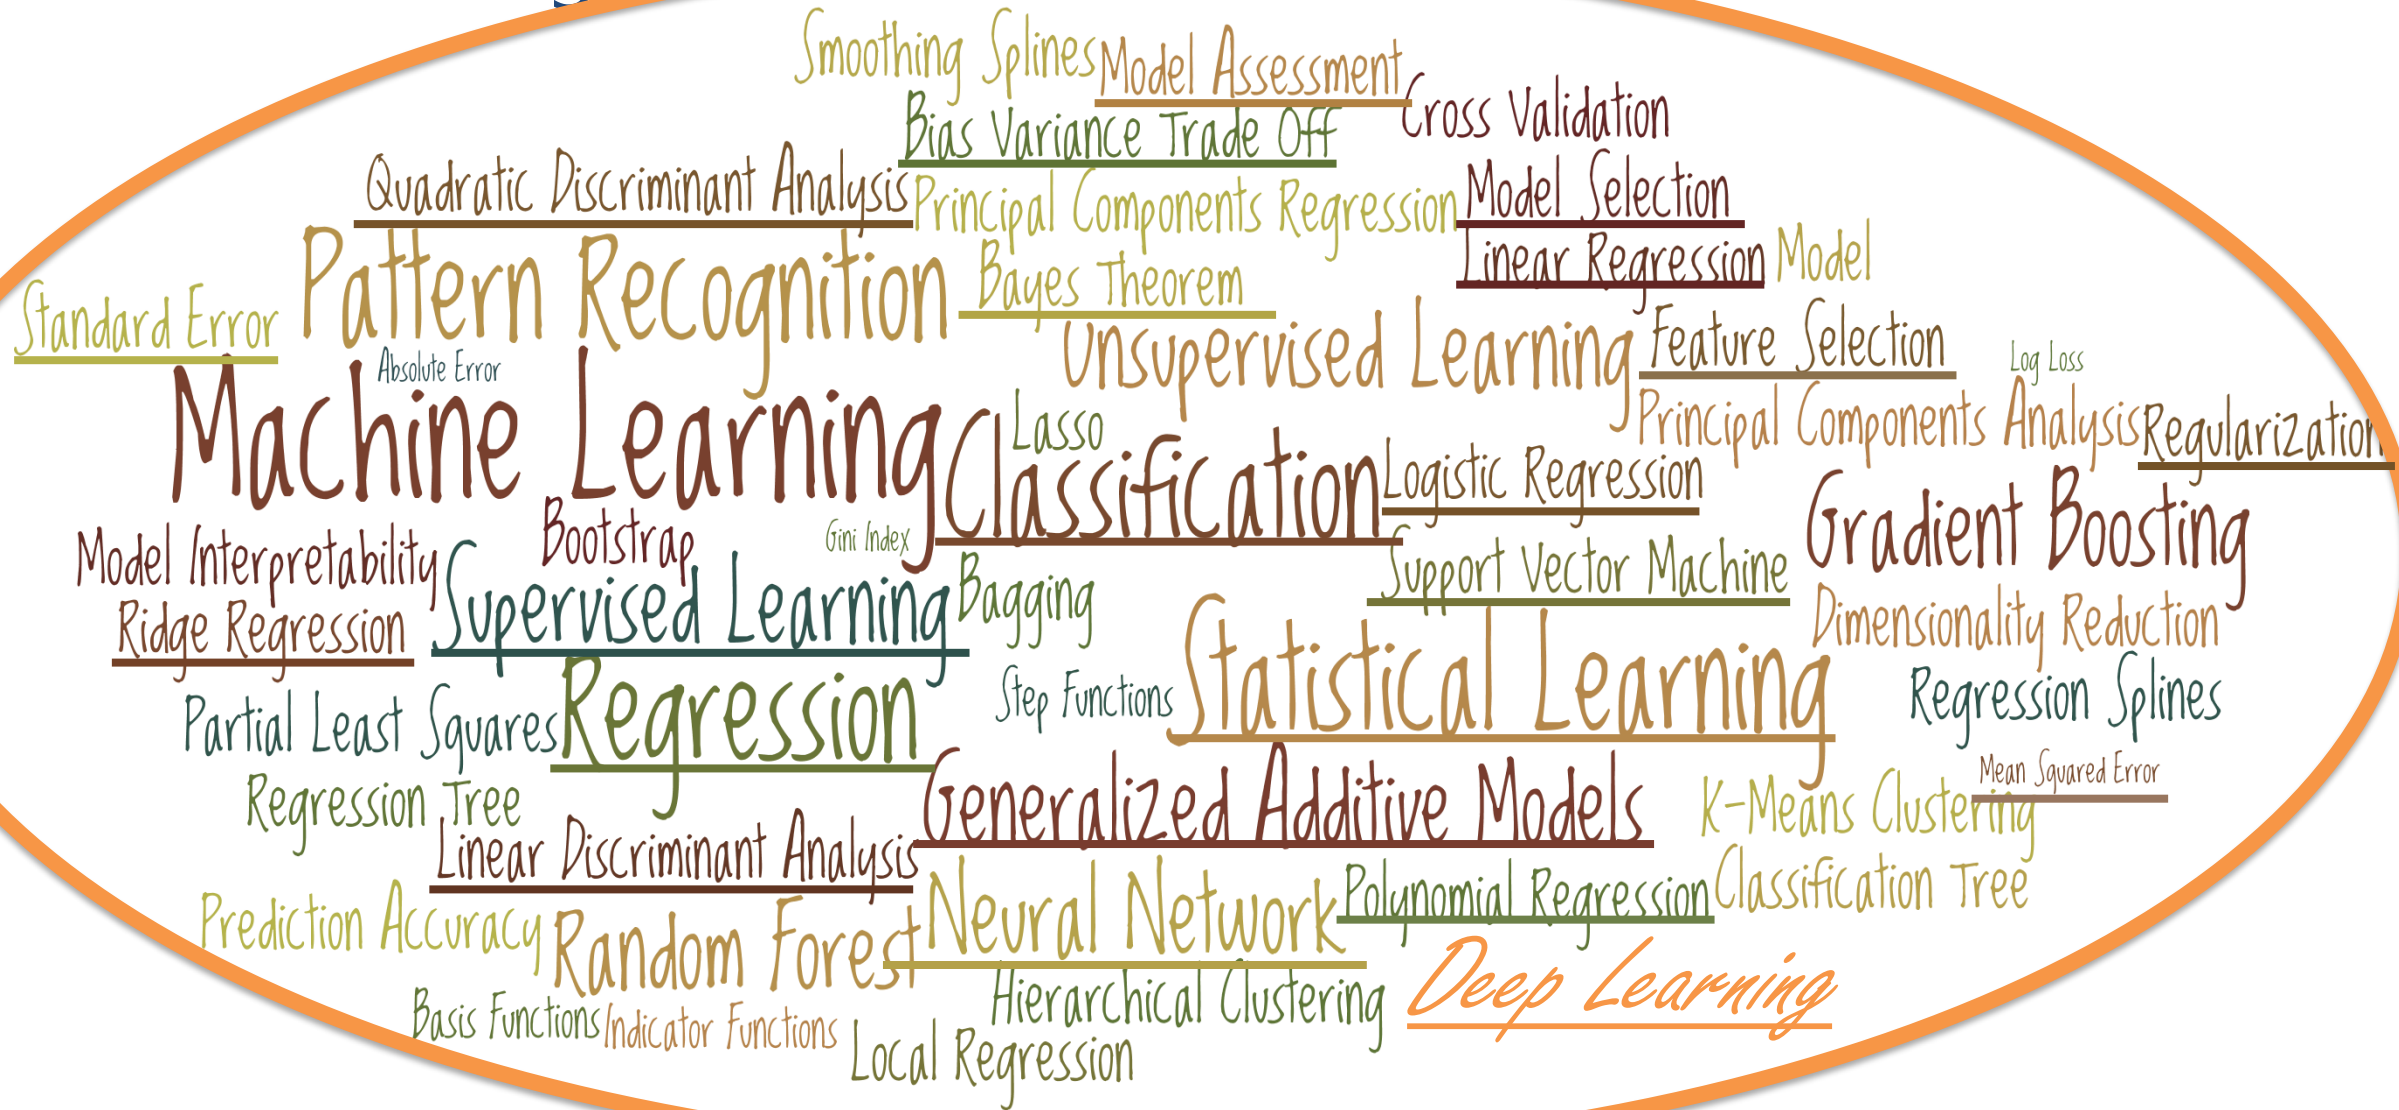 Smoothing Splines
Model Assessment
Cross Validation
Bias Variance Trade Off
Quadratic Discriminant Analysis
Principal Components Regression
Model Selection
Pattern Recognition
Bayes Theorem
Linear Regression
Model
Standard Error
Absolute Error
Unsupervised Learning
Feature Selection
Log Loss
Machine Learning
Lasso
Principal Components Analysis
Regularization
Classification
Logistic Regression
Gradient Boosting
Model Interpretability
Bootstrap
Gini Index
Support Vector Machine
Ridge Regression
Supervised Learning
Bagging
Dimensionality Reduction
Partial Least Squares
Regression
Step Functions
Statistical Learning
Regression Splines
Mean Squared Error
Regression Tree
Generalized Additive Models
K-Means Clustering
Linear Discriminant Analysis
Prediction Accuracy
Random Forest
Neural Network
Polynomial Regression
Classification Tree
Deep Learning
Basis Functions
Indicator Functions
Hierarchical Clustering
Local Regression